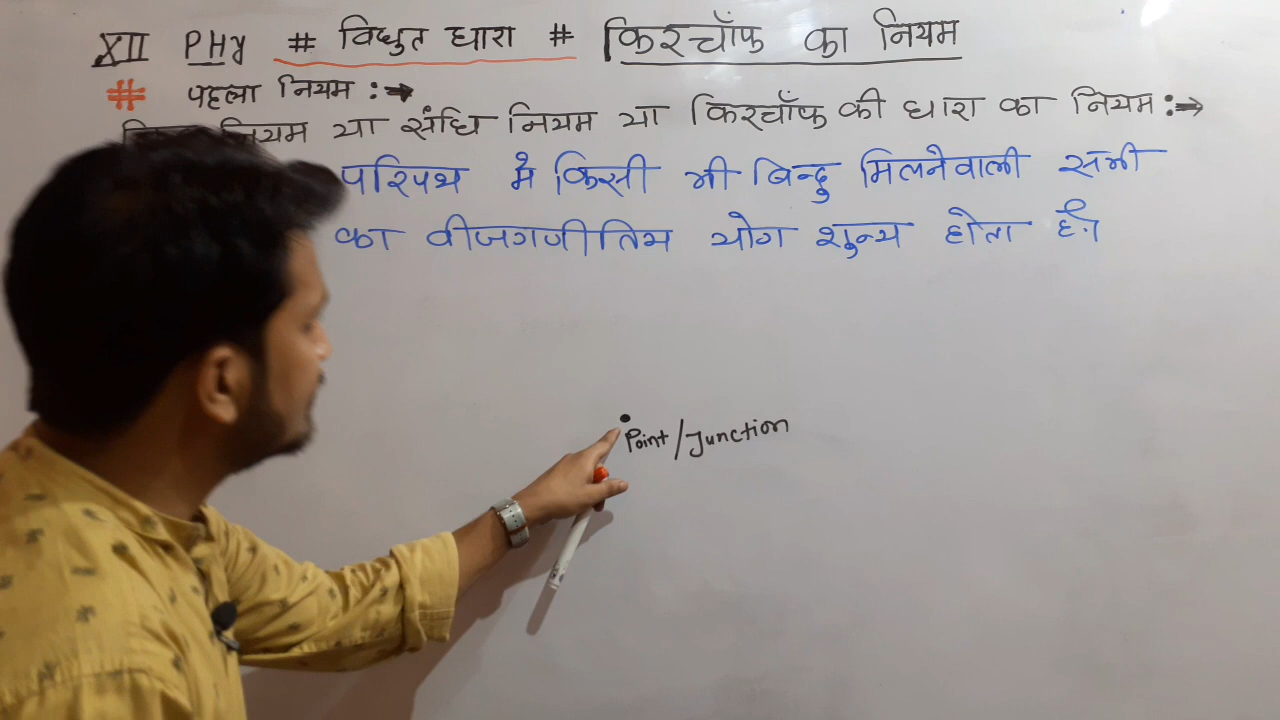 XII PHY # विधुत धारा # किरचॉफ का नियम
# पहला नियम :→
नियम या संधि नियम या किरचॉफ की धारा का नियम :→
परिपथ मे किसी भी बिन्दु मिलनेवाली सभी
का वीजगणीतिय योग शुन्य होता है।
Point/Junction